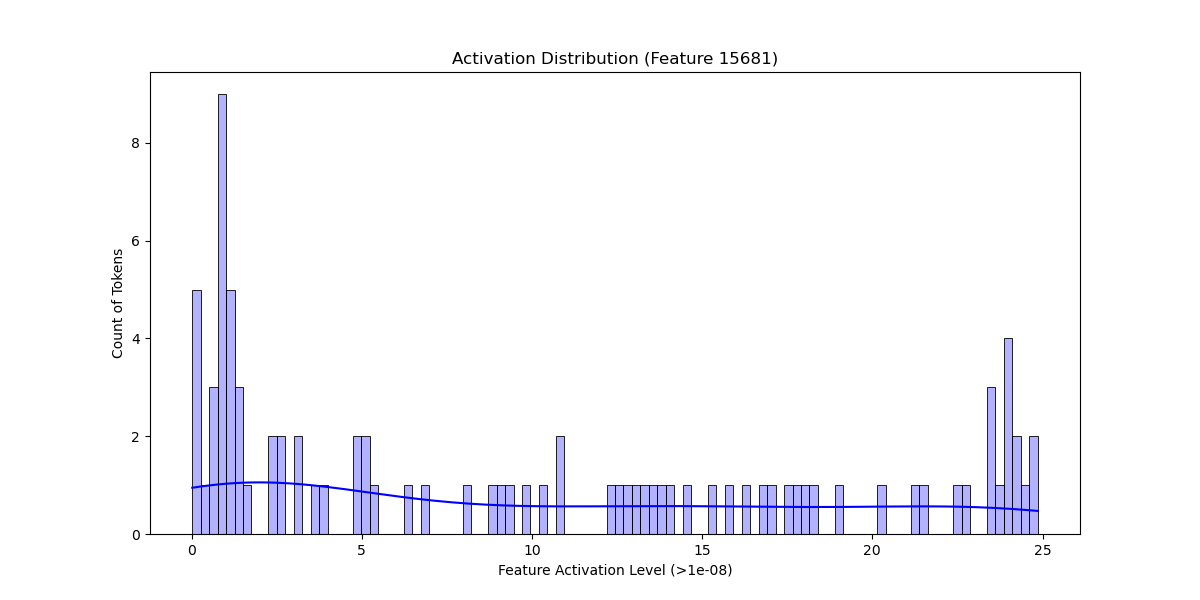 Activation Distribution (Feature 15681)
Count of Tokens
8
6
4
2
0
0 5 10 15 20 25
Feature Activation Level (>1e-08)